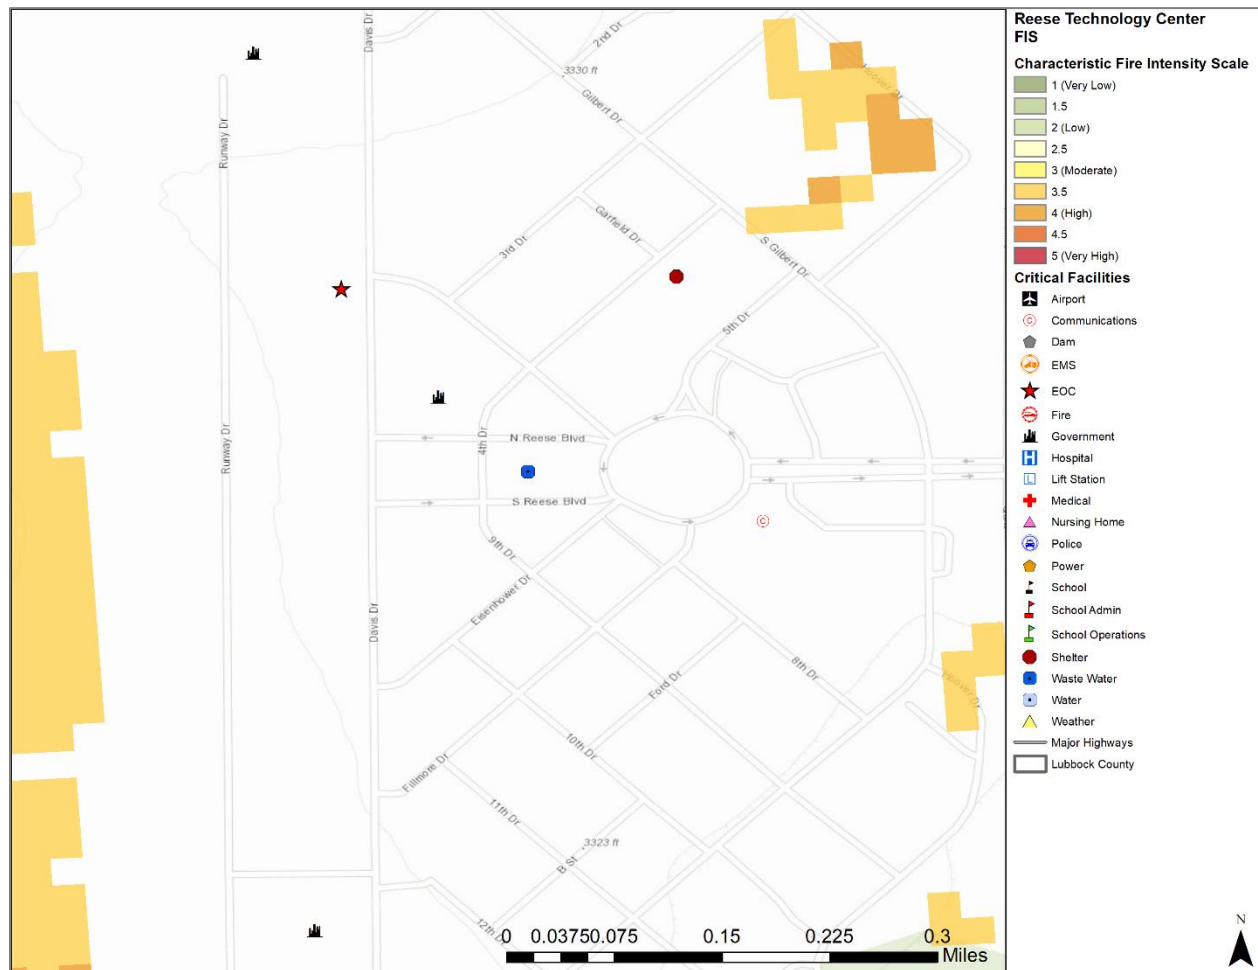 Davis Dr
2nd Dr
3330 ft
Gilbert Dr
Hoover Dr
Runway Dr
Garfield Dr
3rd Dr
S Gilbert Dr
5th Dr
N Reese Blvd
4th Dr
Runway Dr
S Reese Blvd
C
9th Dr
Eisenhower Dr
Davis Dr
Ford Dr
8th Dr
Hoover Dr
10th Dr
Fillmore Dr
11th Dr
3323 ft
B St
12th Dr
0 0.0375 0.075 0.15 0.225 0.3
Miles
Reese Technology Center
FIS
Characteristic Fire Intensity Scale
1 (Very Low)
1.5
2 (Low)
2.5
3 (Moderate)
3.5
4 (High)
4.5
5 (Very High)
Critical Facilities
Airport
C Communications
Dam
EMS
EOC
Fire
Government
H Hospital
L Lift Station
Medical
Nursing Home
Police
Power
School
School Admin
School Operations
Shelter
Waste Water
Water
Weather
Major Highways
Lubbock County
N